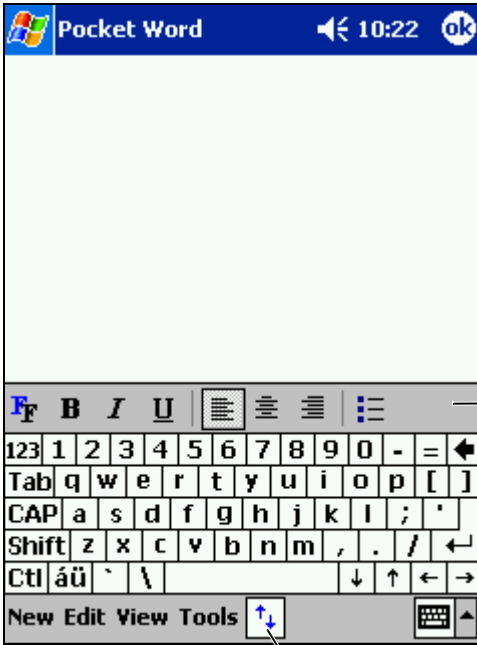 Pocket Word 10:22 ok
FF B I U
123 1 2 3 4 5 6 7 8 9 0 - =
Tab q w e r t y u i o p [ ]
CAP a s d f g h j k l ; '
Shift z x c v b n m , . /
Ctl áü ` \ ↓ ↑ ← →
New Edit View Tools